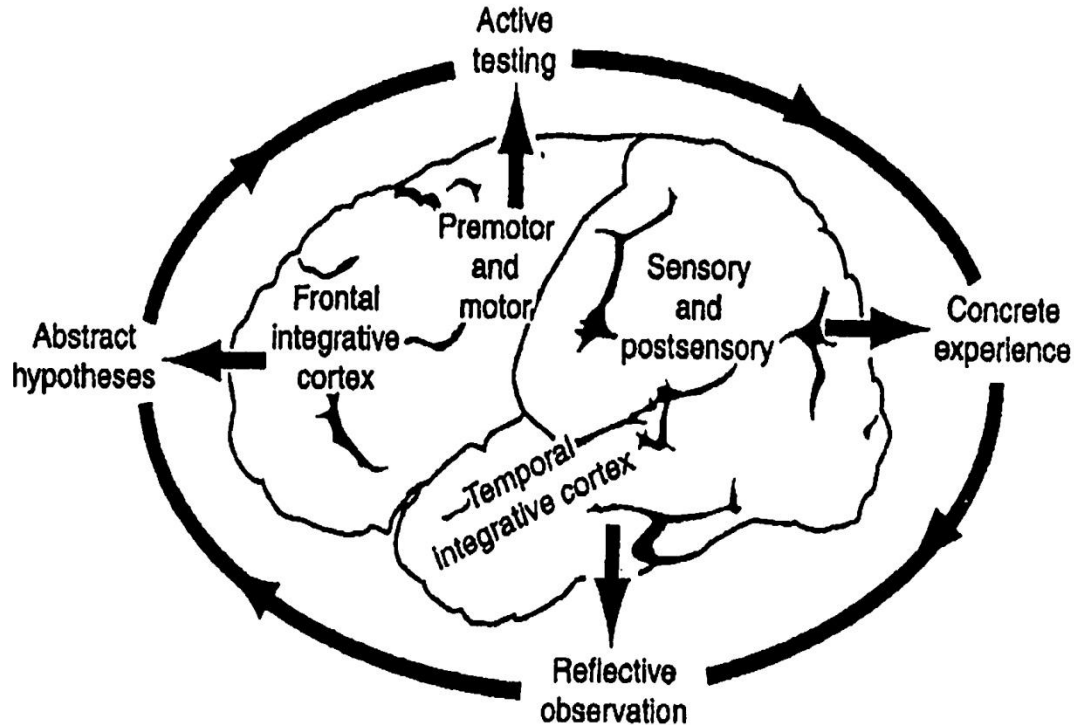 Active
testing
Premotor
and
motor
Sensory
and
postsensory
Frontal
integrative
cortex
Abstract
hypotheses
Concrete
experience
Temporal
integrative cortex
Reflective
observation